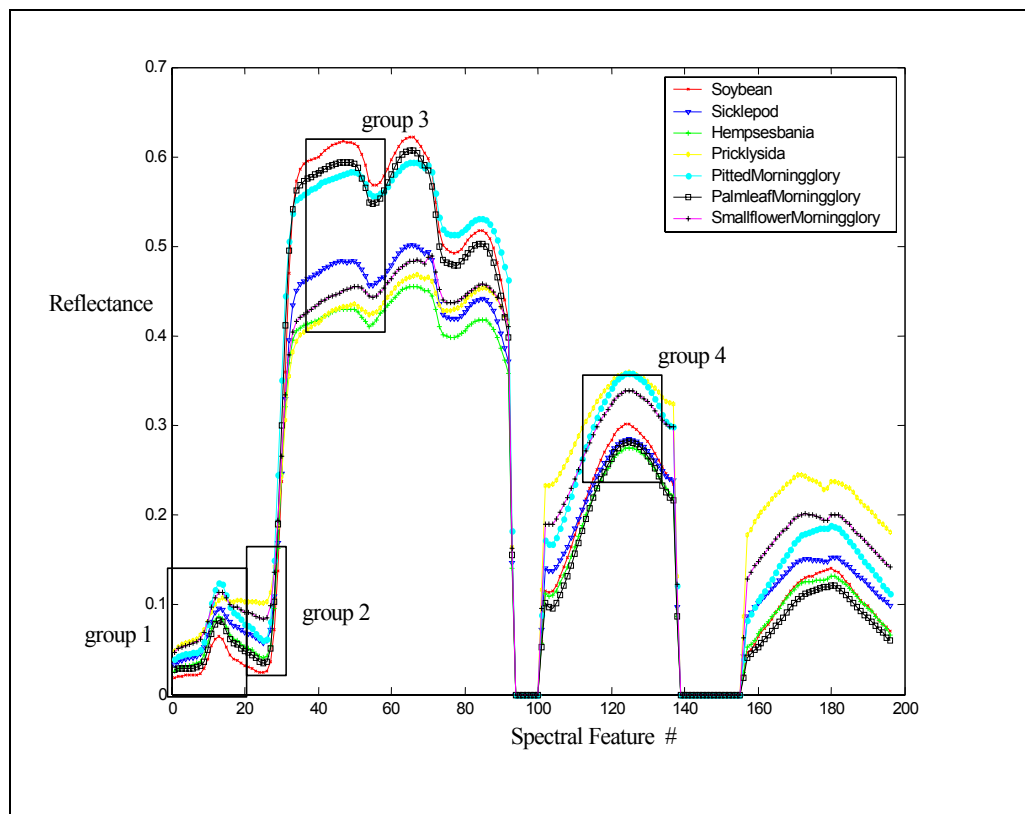 0.7
0.6
0.5
0.4
0.3
0.2
0.1
0
Reflectance
group 3
Soybean
Sicklepod
Hempsesbania
Pricklysida
PittedMorningglory
PalmleafMorningglory
SmallflowerMorningglory
group 4
group 1
group 2
0 20 40 60 80 100 120 140 160 180 200
Spectral Feature #